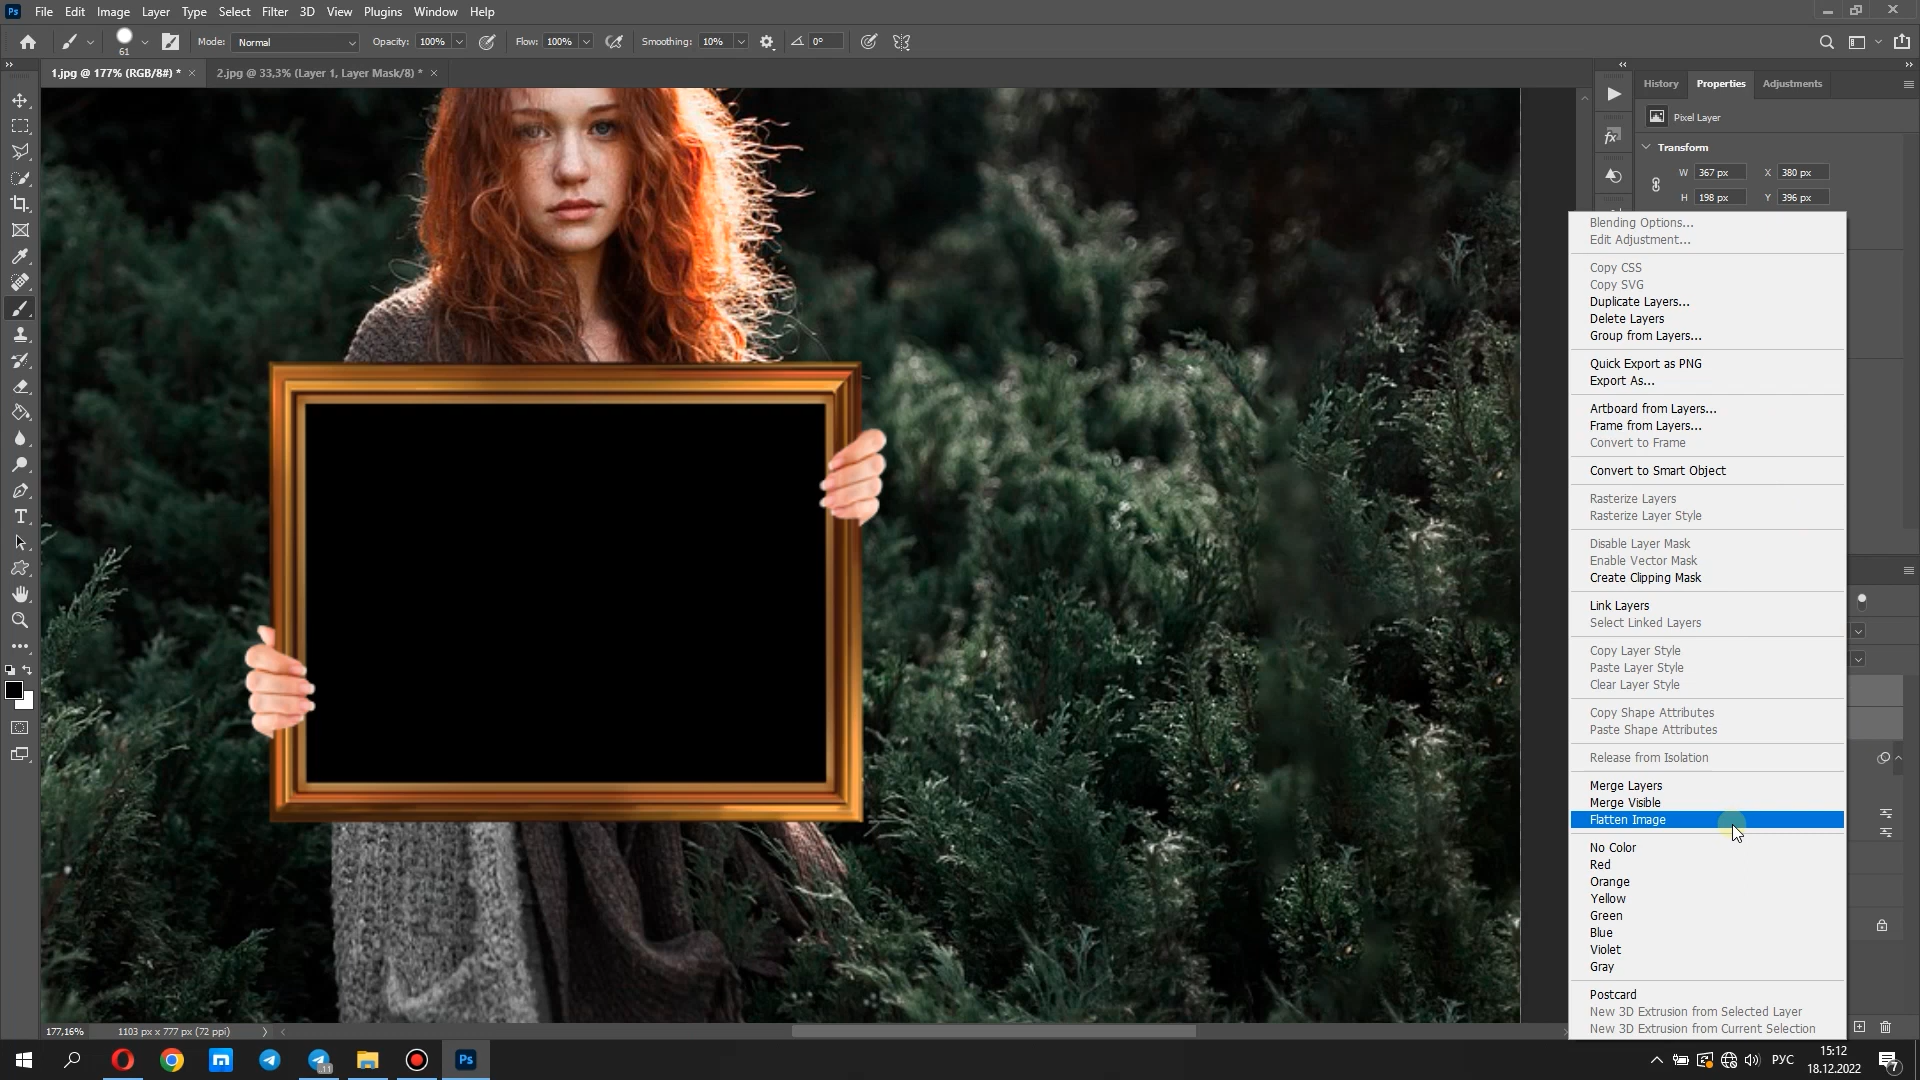 Ps File Edit Image Layer Type Select Filter 3D View Plugins Window Help
61 Mode: Normal Opacity: 100% Flow: 100% Smoothing: 10% 0°
1.jpg @ 177% (RGB/8#) * × 2.jpg @ 33,3% (Layer 1, Layer Mask/8) * ×
History Properties Adjustments
Pixel Layer
Transform
W 367 px X 380 px
H 198 px Y 396 px
Blending Options...
Edit Adjustment...
Copy CSS
Copy SVG
Duplicate Layers...
Delete Layers
Group from Layers...
Quick Export as PNG
Export As...
Artboard from Layers...
Frame from Layers...
Convert to Frame
Convert to Smart Object
Rasterize Layers
Rasterize Layer Style
Disable Layer Mask
Enable Vector Mask
Create Clipping Mask
Link Layers
Select Linked Layers
Copy Layer Style
Paste Layer Style
Clear Layer Style
Copy Shape Attributes
Paste Shape Attributes
Release from Isolation
Merge Layers
Merge Visible
Flatten Image
No Color
Red
Orange
Yellow
Green
Blue
Violet
Gray
Postcard
New 3D Extrusion from Selected Layer
New 3D Extrusion from Current Selection
177,16% 1103 px x 777 px (72 ppi)
Ps РУС 15:12
18.12.2022
7